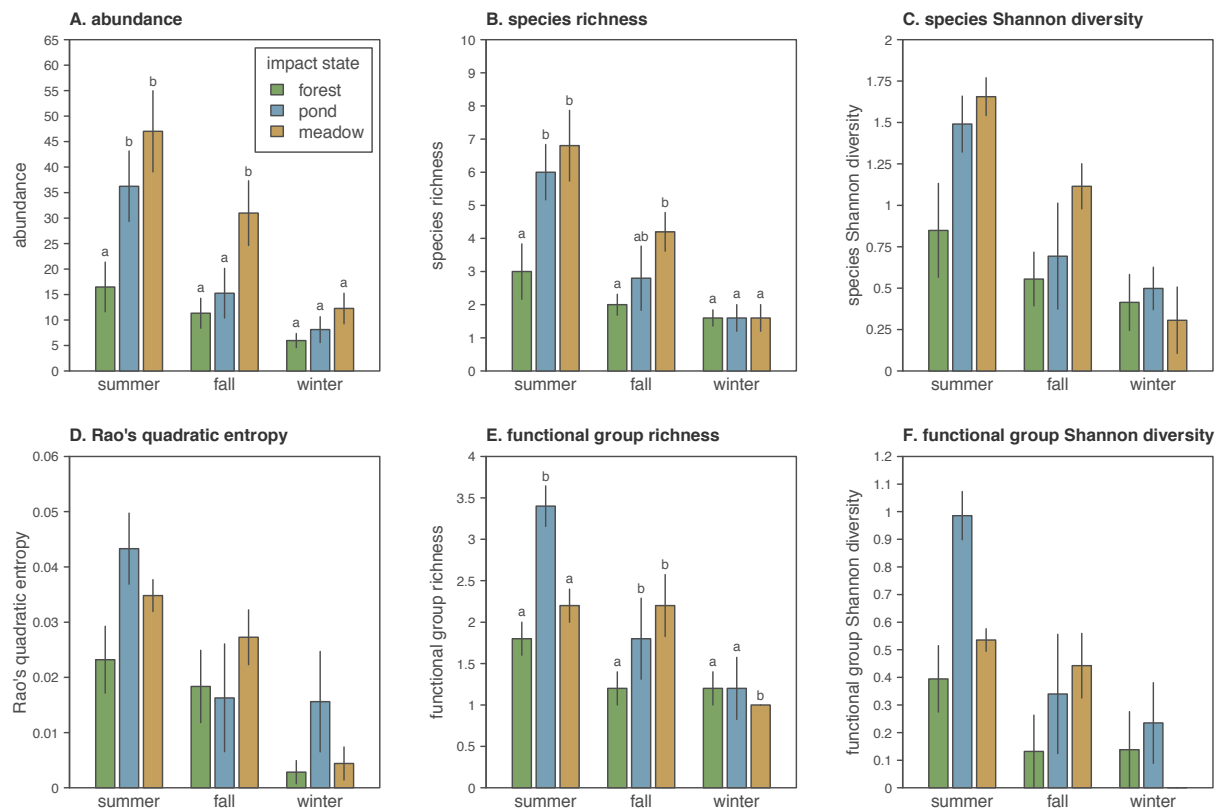 A. abundance
65
60
55
50
45
40
35
30
25
20
15
10
5
0
abundance
impact state
forest
pond
meadow
a
b
b
a
a
b
a
a
a
summer
fall
winter
B. species richness
10
9
8
7
6
5
4
3
2
1
0
species richness
a
b
b
a
ab
b
a
a
a
summer
fall
winter
C. species Shannon diversity
2
1.75
1.5
1.25
1
0.75
0.5
0.25
0
species Shannon diversity
summer
fall
winter
D. Rao's quadratic entropy
0.06
0.05
0.04
0.03
0.02
0.01
0
Rao's quadratic entropy
summer
fall
winter
E. functional group richness
4
3.5
3
2.5
2
1.5
1
0.5
0
functional group richness
a
b
a
a
b
b
a
a
b
summer
fall
winter
F. functional group Shannon diversity
1.2
1.1
1
0.9
0.8
0.7
0.6
0.5
0.4
0.3
0.2
0.1
0
functional group Shannon diversity
summer
fall
winter